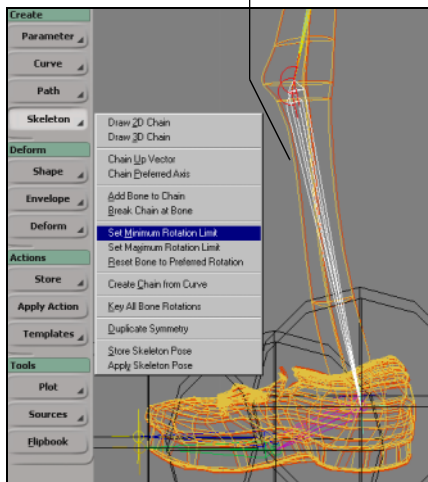 Create
Parameter
Curve
Path
Skeleton
Deform
Shape
Envelope
Deform
Actions
Store
Apply Action
Templates
Tools
Plot
Sources
Flipbook
Draw 2D Chain
Draw 3D Chain
Chain Up Vector
Chain Preferred Axis
Add Bone to Chain
Break Chain at Bone
Set Minimum Rotation Limit
Set Maximum Rotation Limit
Reset Bone to Preferred Rotation
Create Chain from Curve
Key All Bone Rotations
Duplicate Symmetry
Store Skeleton Pose
Apply Skeleton Pose